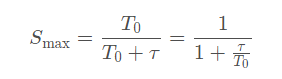 S_max = T_0 / (T_0 + τ) = 1 / (1 + τ/T_0)